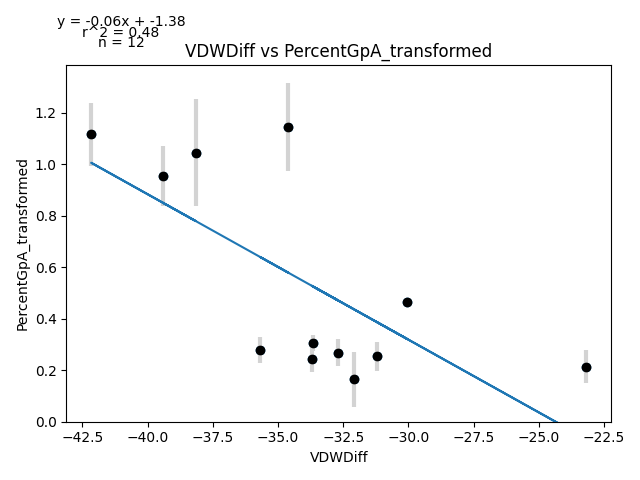 y = -0.06x + -1.38
r^2 = 0.48
n = 12
VDWDiff vs PercentGpA_transformed
PercentGpA_transformed
1.2
1.0
0.8
0.6
0.4
0.2
0.0
−42.5 −40.0 −37.5 −35.0 −32.5 −30.0 −27.5 −25.0 −22.5
VDWDiff